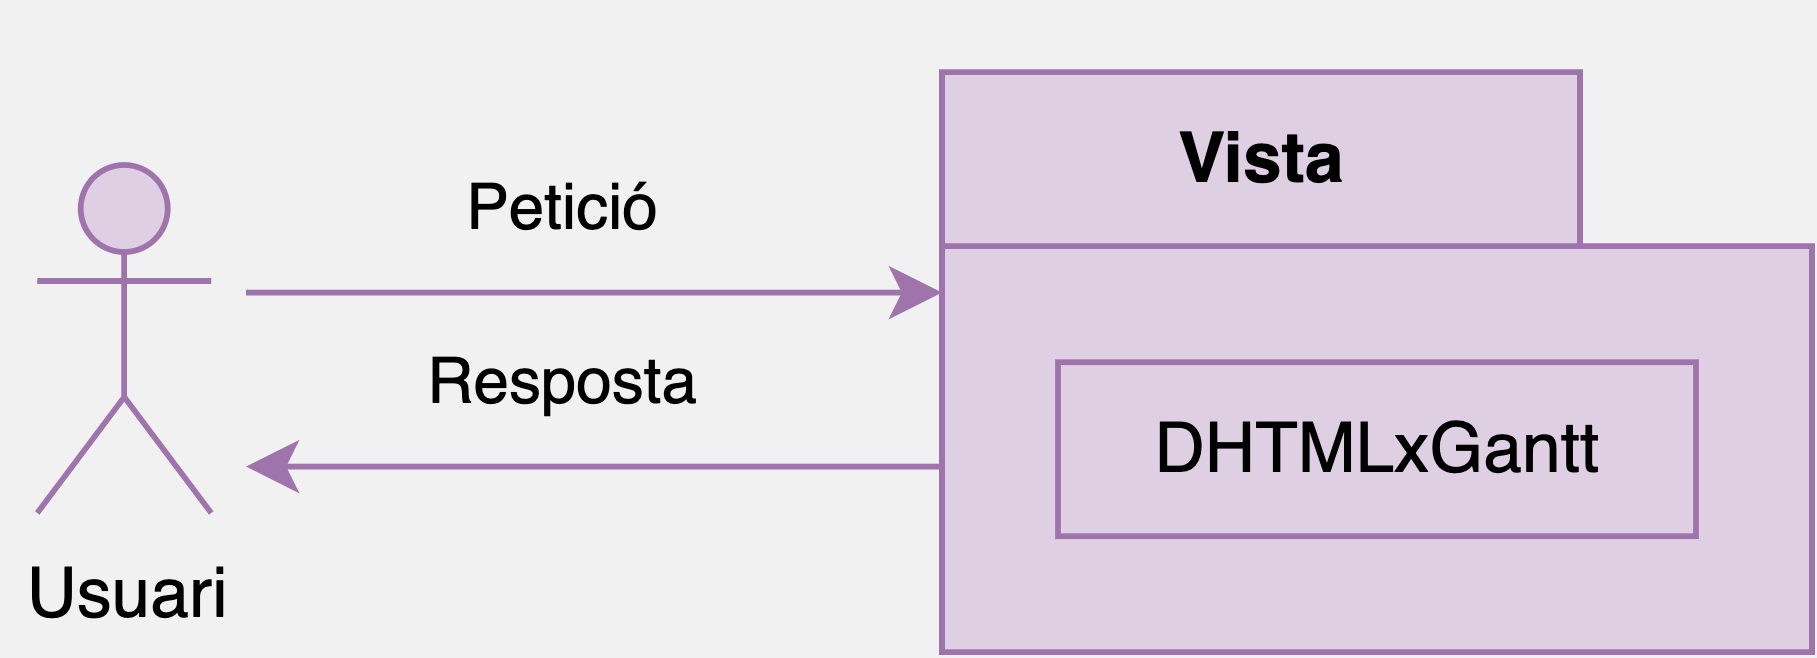 Petició
Resposta
Usuari
Vista
DHTMLxGantt